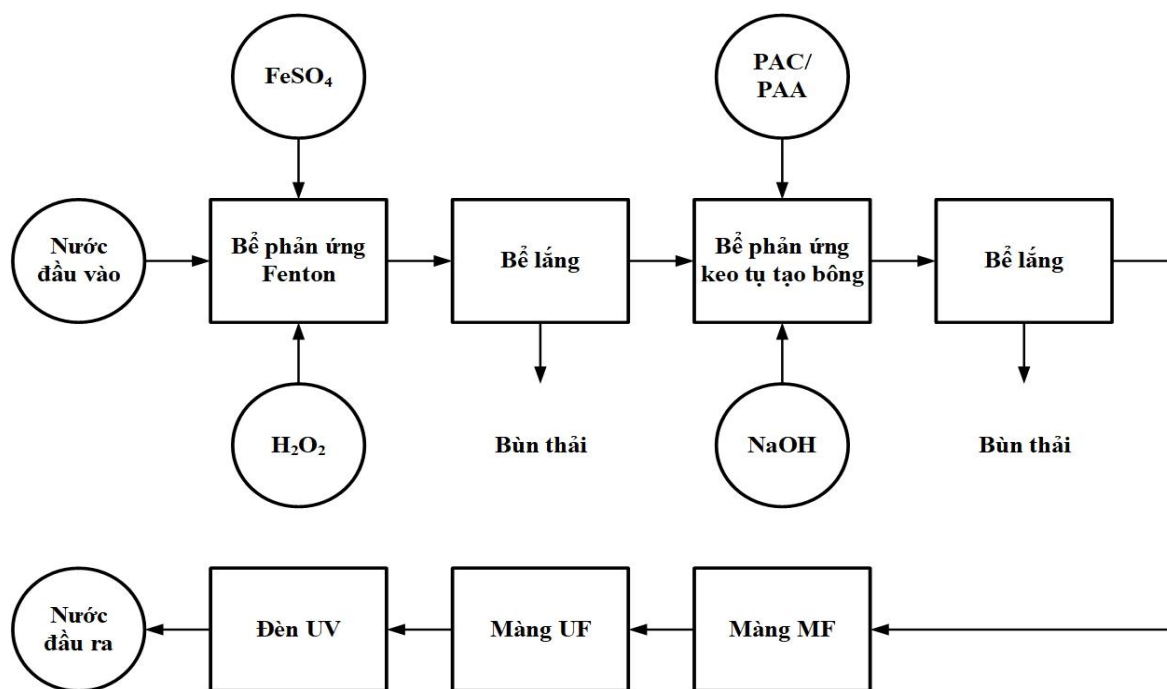 FeSO₄
PAC/
PAA
Nước
đầu vào
Bể phản ứng
Fenton
Bể lắng
Bể phản ứng
keo tụ tạo bông
Bể lắng
H₂O₂
Bùn thải
NaOH
Bùn thải
Nước
đầu ra
Đèn UV
Màng UF
Màng MF